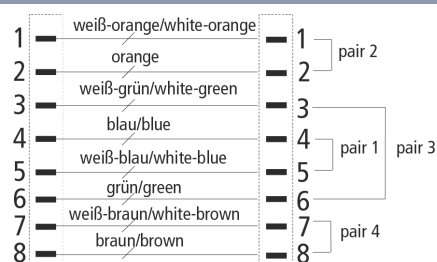 weiß-orange/white-orange
1 1
orange
pair 2
2 2
weiß-grün/white-green
3 3
blau/blue
4 4
pair 1 pair 3
weiß-blau/white-blue
5 5
grün/green
6 6
weiß-braun/white-brown
7 7
braun/brown
pair 4
8 8